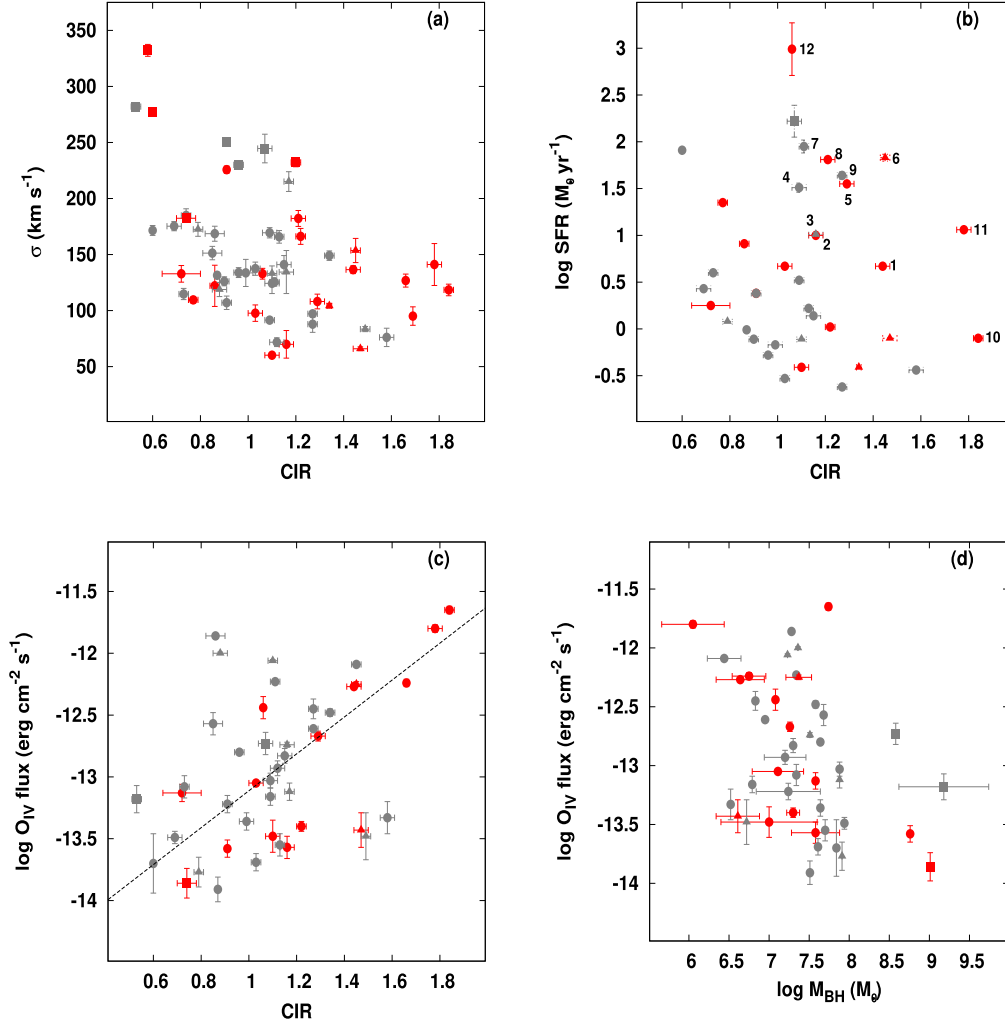 (a)
350
300
250
200
150
100
50
σ (km s⁻¹)
0.6 0.8 1 1.2 1.4 1.6 1.8
CIR
(b)
3
2.5
2
1.5
1
0.5
0
-0.5
log SFR (M⊙ yr⁻¹)
12
7
8
9
6
4
5
3
2
11
1
10
0.6 0.8 1 1.2 1.4 1.6 1.8
CIR
(c)
-11.5
-12
-12.5
-13
-13.5
-14
log O_IV flux (erg cm⁻² s⁻¹)
0.6 0.8 1 1.2 1.4 1.6 1.8
CIR
(d)
-11.5
-12
-12.5
-13
-13.5
-14
log O_IV flux (erg cm⁻² s⁻¹)
6 6.5 7 7.5 8 8.5 9 9.5
log M_BH (M⊙)